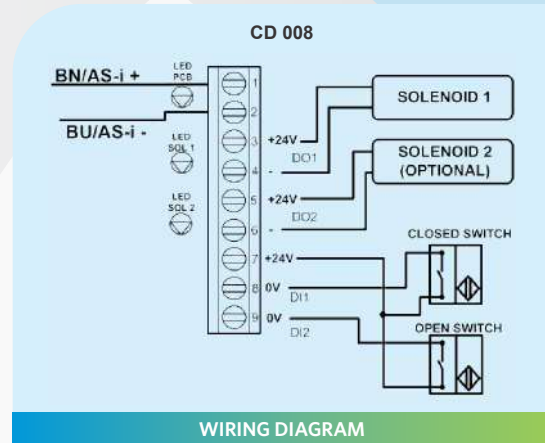 CD 008
BN/AS-i +
BU/AS-i -
LED
PCB
LED
SOL 1
LED
SOL 2
1
2
3 +24V
DO1
4 -
5 +24V
DO2
6 -
7 +24V
8 0V
DI1
9 0V
DI2
SOLENOID 1
SOLENOID 2
(OPTIONAL)
CLOSED SWITCH
OPEN SWITCH
WIRING DIAGRAM